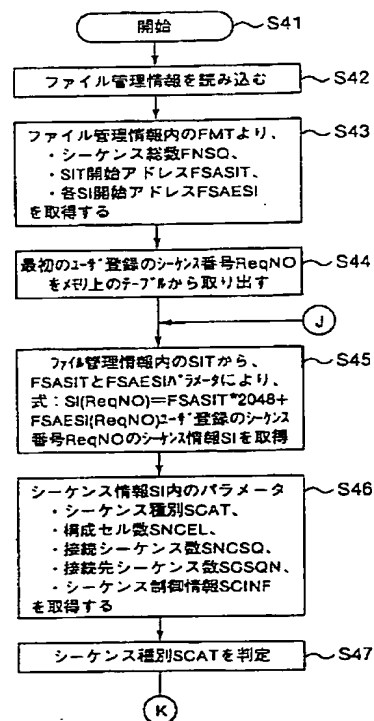 開始
S41
ファイル管理情報を読み込む
S42
ファイル管理情報内のFMTより、
・シーケンス総数FNSQ、
・SIT開始アドレスFSASIT、
・各SI開始アドレスFSAESI
を取得する
S43
最初のユーザ登録のシーケンス番号ReqNO
をメモリ上のテーブルから取り出す
S44
J
ファイル管理情報内のSITから、
FSASITとFSAESIパラメータにより、
式：SI(ReqNO)=FSASIT*2048+
FSAESi(ReqNO)ユーザ登録のシーケンス
番号ReqNOのシーケンス情報SIを取得
S45
シーケンス情報SI内のパラメータ
・シーケンス種別SCAT、
・構成セル数SNCEL、
・接続シーケンス数SNCSQ、
・接続先シーケンス数SCSQN、
・シーケンス制御情報SCINF
を取得する
S46
シーケンス種別SCATを判定
S47
K